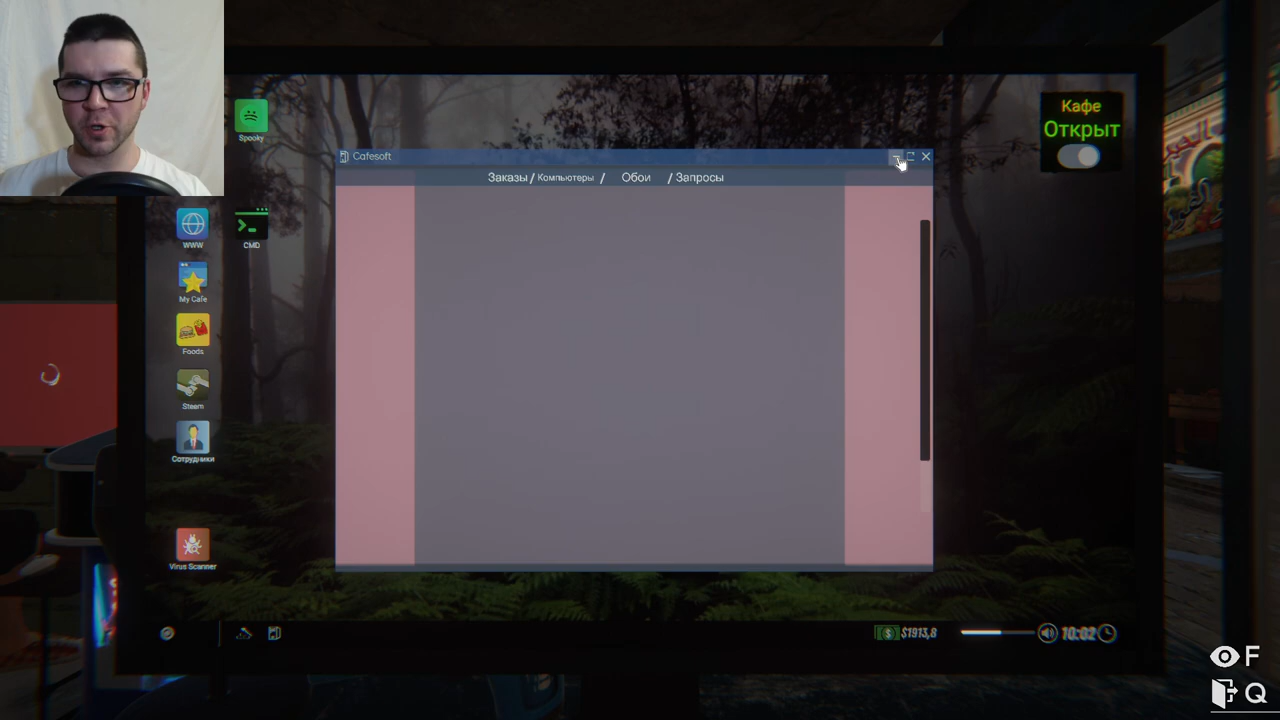 Spooky
Кафе
Открыт
Cafesoft
Заказы / Компьютеры / Обои / Запросы
WWW
CMD
My Cafe
Foods
Steam
Сотрудники
Virus Scanner
$1913,8
10:02
F
Q